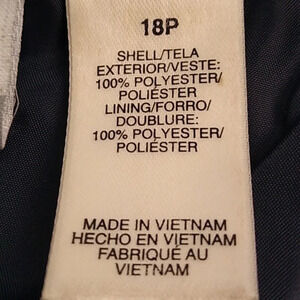 18P
SHELL/TELA
EXTERIOR/VESTE:
100% POLYESTER/
POLIÉSTER
LINING/FORRO/
DOUBLURE:
100% POLYESTER/
POLIÉSTER
MADE IN VIETNAM
HECHO EN VIETNAM
FABRIQUÉ AU
VIETNAM